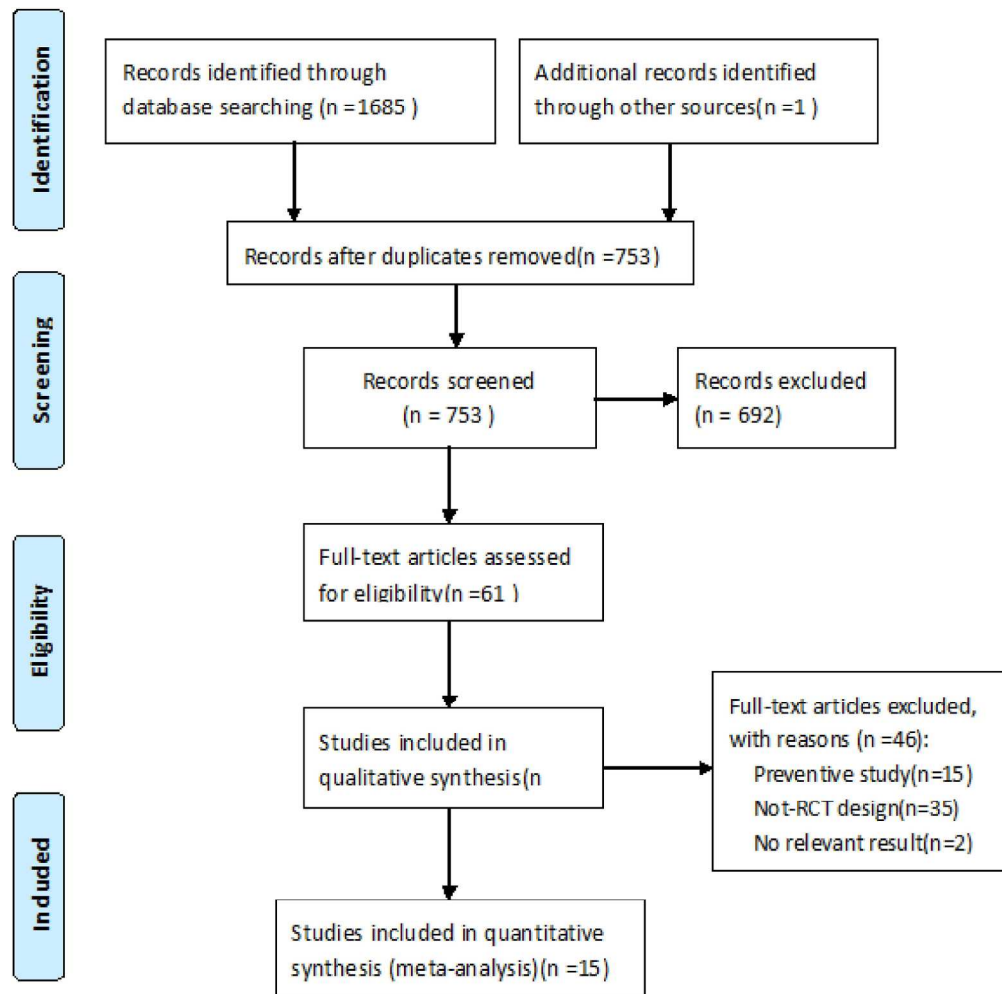 Identification
Records identified through
database searching (n =1685 )
Additional records identified
through other sources(n =1 )
Records after duplicates removed(n =753)
Screening
Records screened
(n = 753 )
Records excluded
(n = 692)
Eligibility
Full-text articles assessed
for eligibility(n =61 )
Studies included in
qualitative synthesis(n
Full-text articles excluded,
with reasons (n =46):
Preventive study(n=15)
Not-RCT design(n=35)
No relevant result(n=2)
Included
Studies included in quantitative
synthesis (meta-analysis)(n =15)